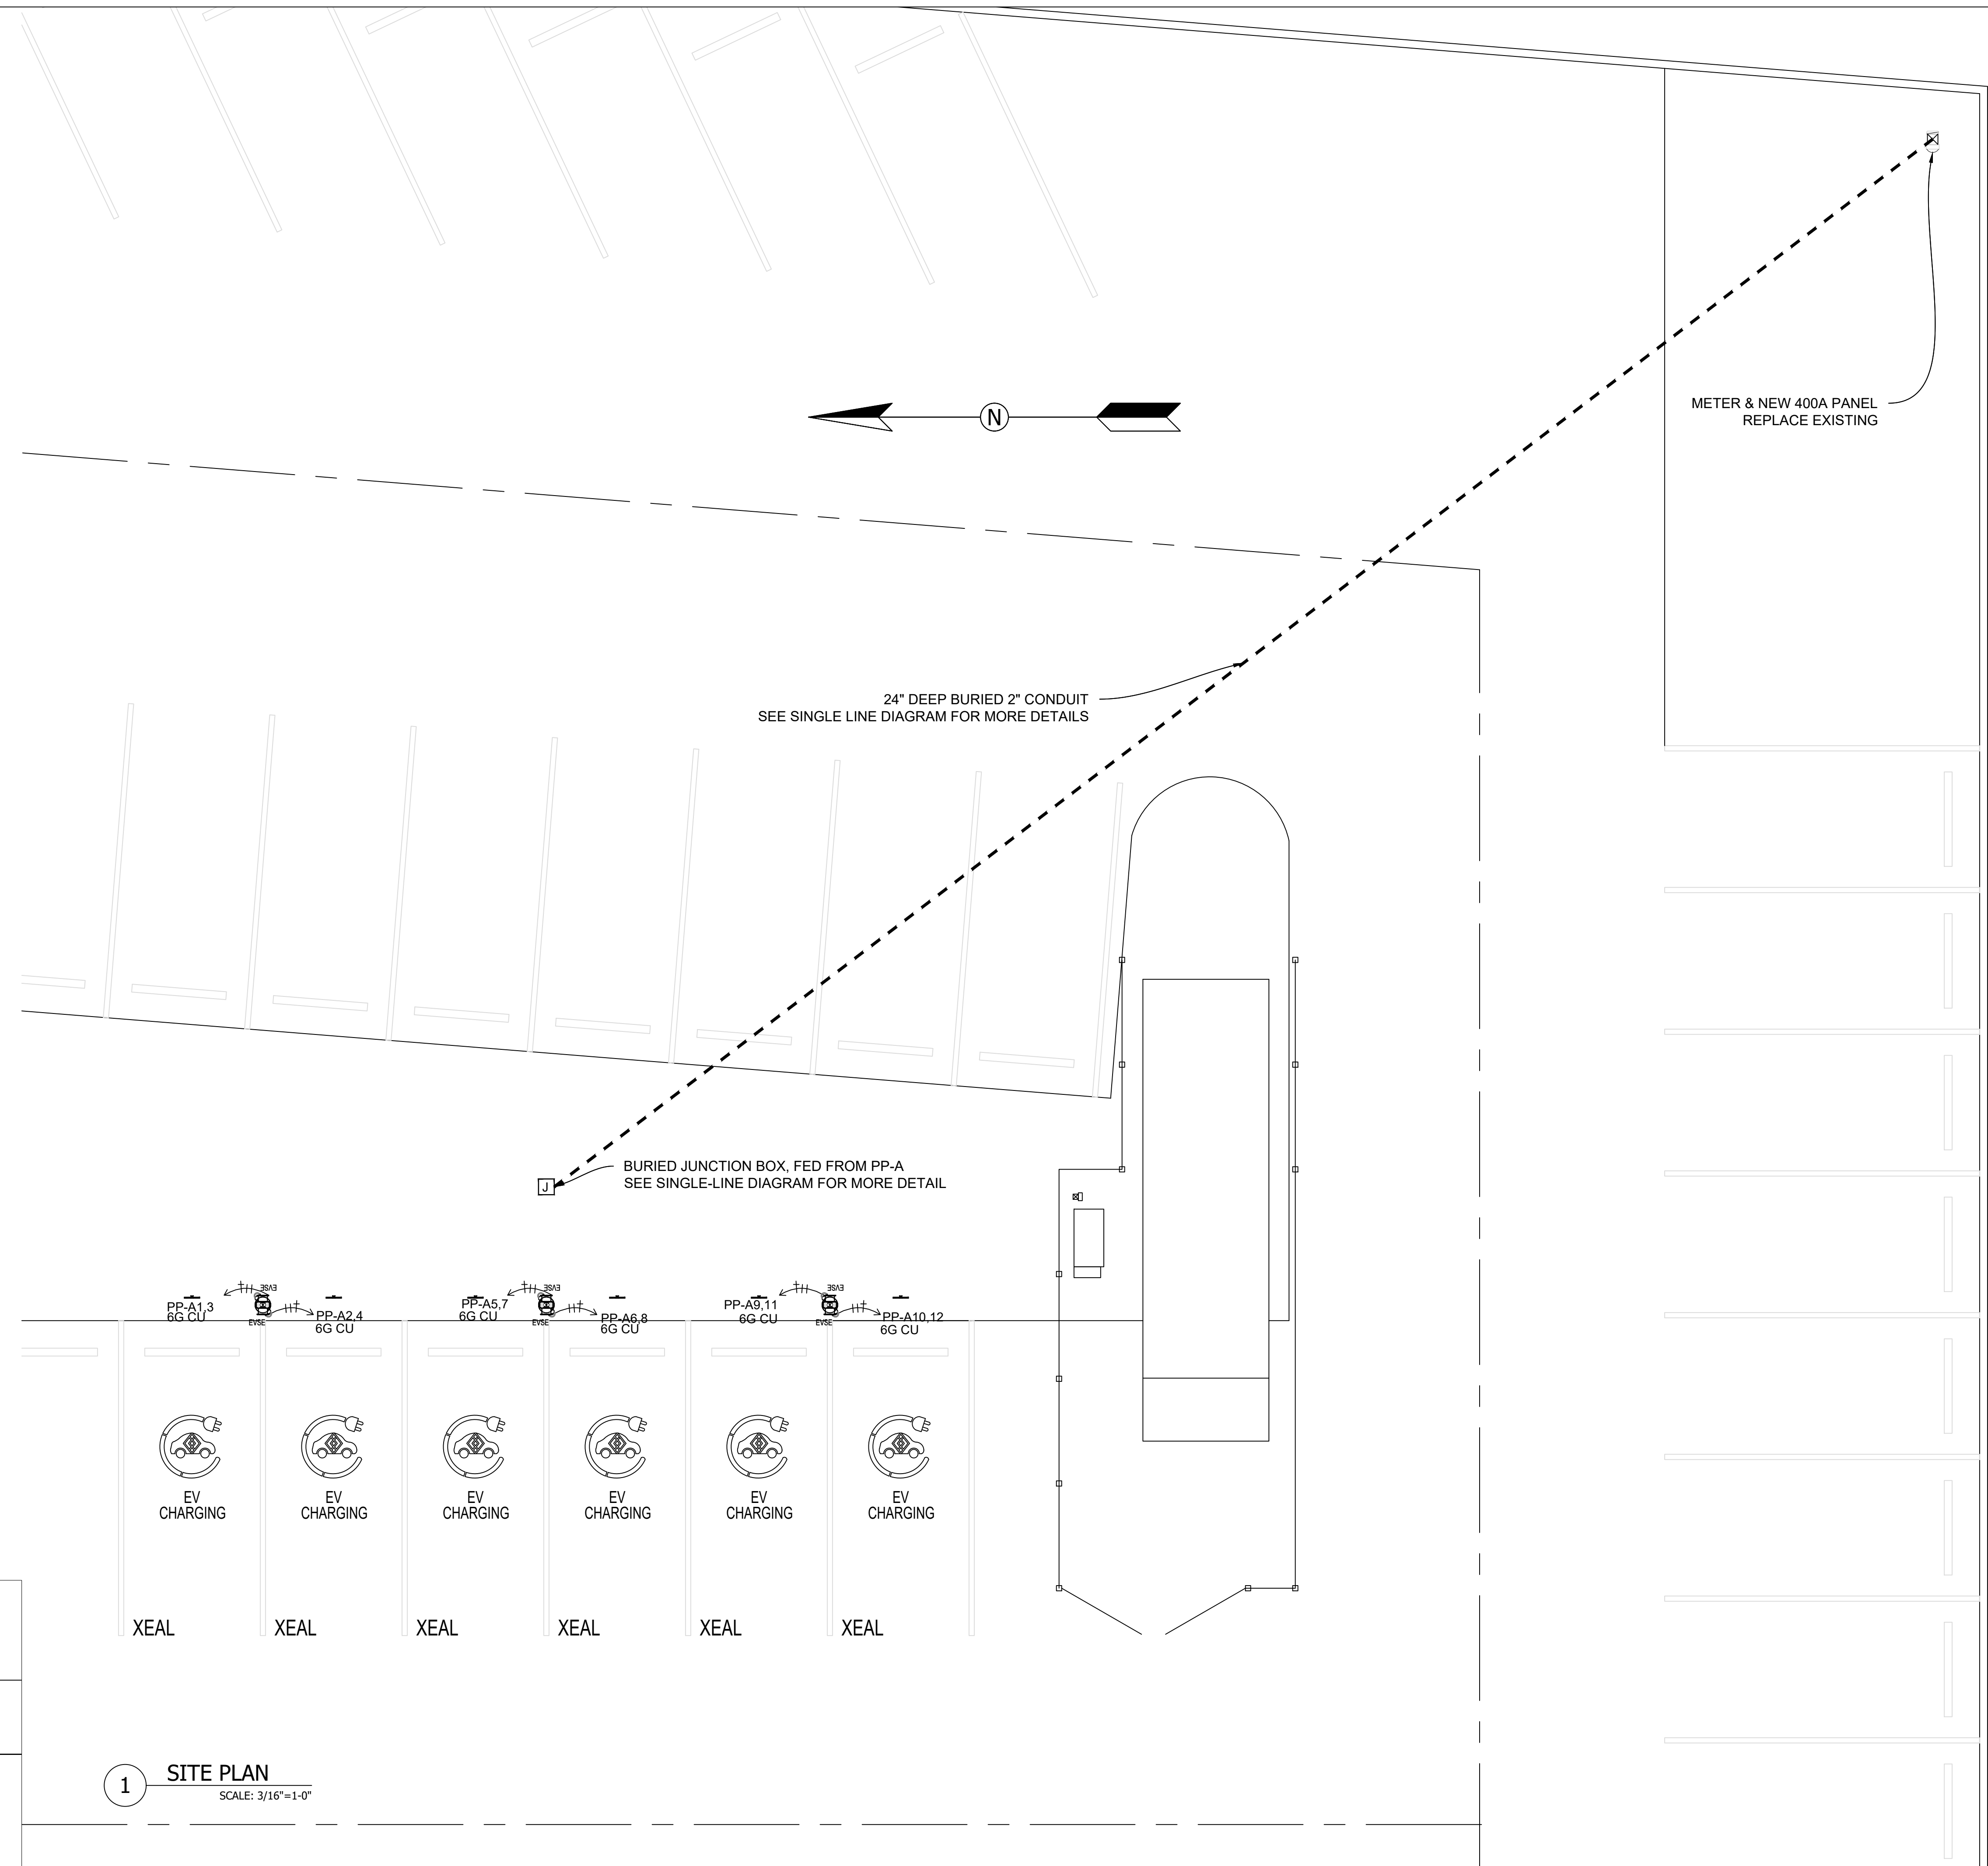 N
METER & NEW 400A PANEL
REPLACE EXISTING
24" DEEP BURIED 2" CONDUIT
SEE SINGLE LINE DIAGRAM FOR MORE DETAILS
BURIED JUNCTION BOX, FED FROM PP-A
SEE SINGLE-LINE DIAGRAM FOR MORE DETAIL
J
EVSE
PP-A1,3
6G CU
EVSE
PP-A2,4
6G CU
EVSE
PP-A5,7
6G CU
EVSE
PP-A6,8
6G CU
EVSE
PP-A9,11
6G CU
EVSE
PP-A10,12
6G CU
EV
CHARGING
EV
CHARGING
EV
CHARGING
EV
CHARGING
EV
CHARGING
EV
CHARGING
XEAL
XEAL
XEAL
XEAL
XEAL
XEAL
1
SITE PLAN
SCALE: 3/16"=1-0"